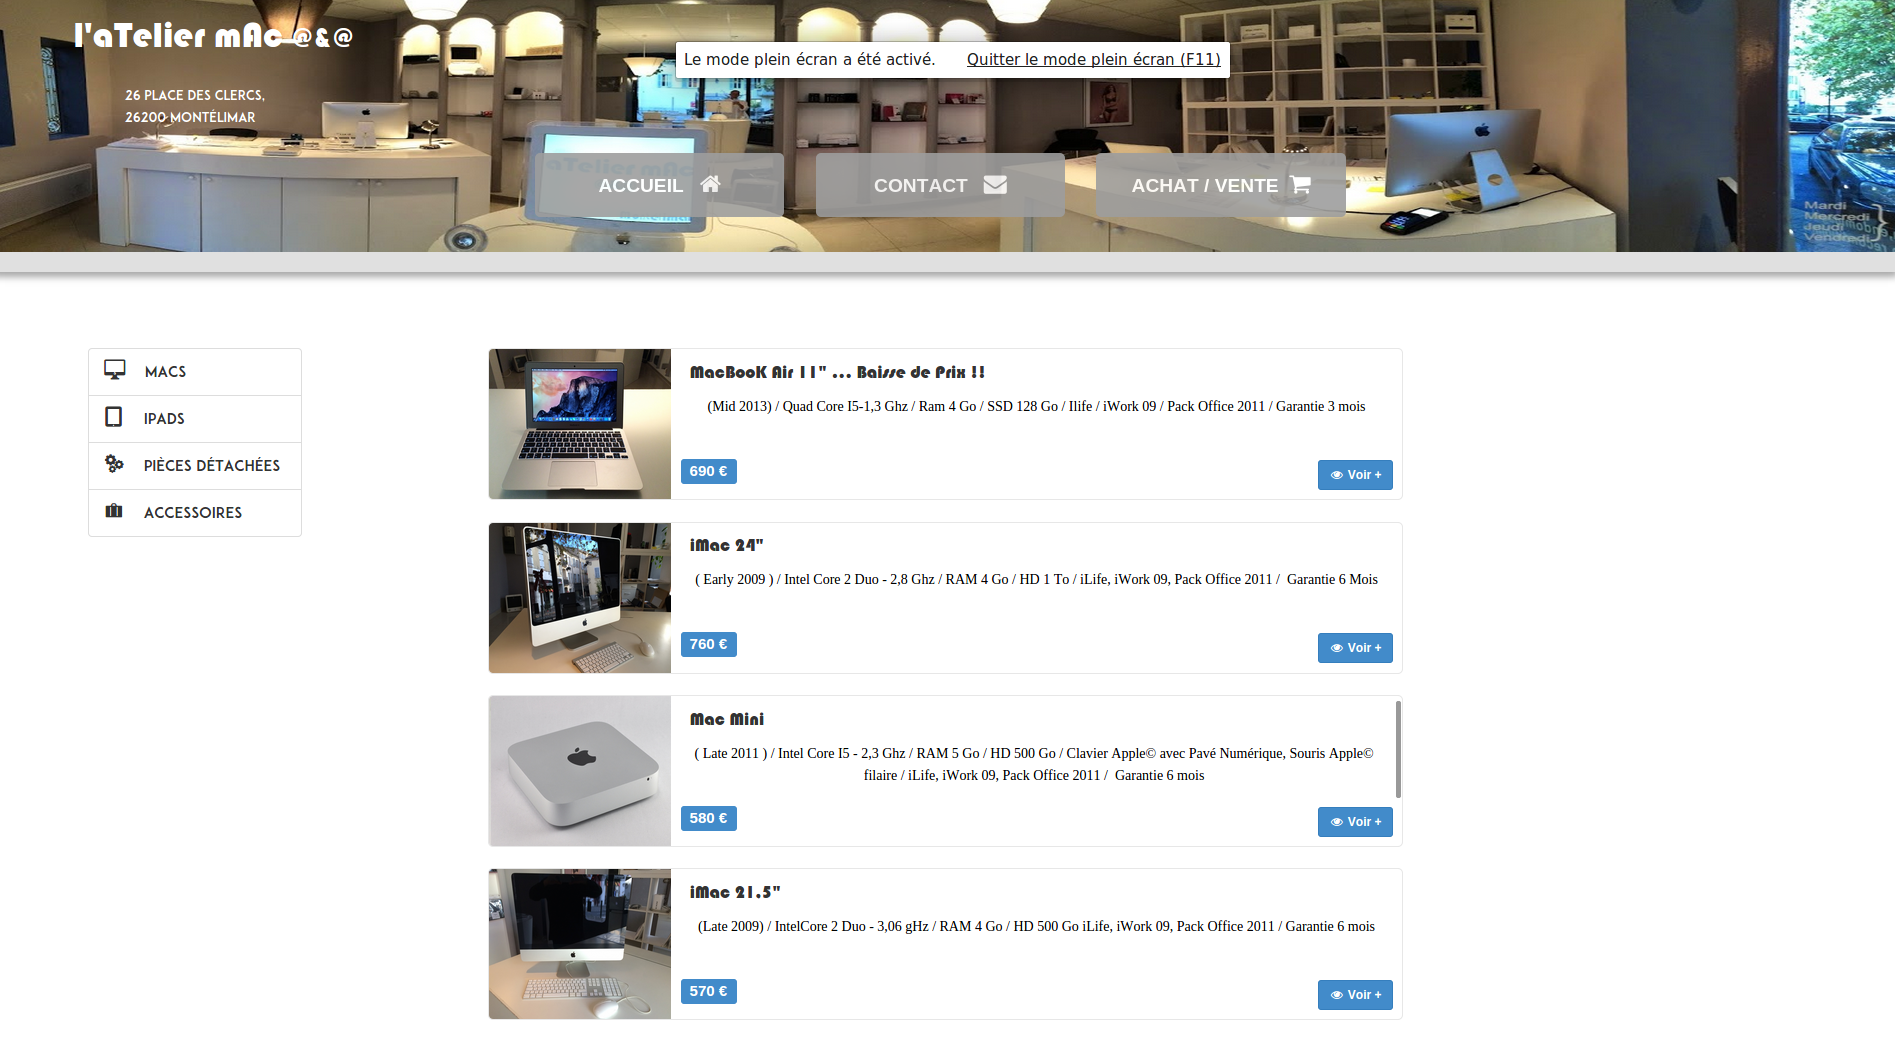 l'aTelier mAc @&@
Le mode plein écran a été activé. Quitter le mode plein écran (F11)
26 PLACE DES CLERCS,
26200 MONTÉLIMAR
ACCUEIL
CONTACT
ACHAT / VENTE
Mardi
Mercredi
Jeudi
Vendredi
MACS
IPADS
PIÈCES DÉTACHÉES
ACCESSOIRES
MacBooK Air 11" ... Baisse de Prix !!
(Mid 2013) / Quad Core I5-1,3 Ghz / Ram 4 Go / SSD 128 Go / Ilife / iWork 09 / Pack Office 2011 / Garantie 3 mois
690 €
Voir +
iMac 24"
( Early 2009 ) / Intel Core 2 Duo - 2,8 Ghz / RAM 4 Go / HD 1 To / iLife, iWork 09, Pack Office 2011 / Garantie 6 Mois
760 €
Voir +
Mac Mini
( Late 2011 ) / Intel Core I5 - 2,3 Ghz / RAM 5 Go / HD 500 Go / Clavier Apple© avec Pavé Numérique, Souris Apple©
filaire / iLife, iWork 09, Pack Office 2011 / Garantie 6 mois
580 €
Voir +
iMac 21.5"
(Late 2009) / IntelCore 2 Duo - 3,06 gHz / RAM 4 Go / HD 500 Go iLife, iWork 09, Pack Office 2011 / Garantie 6 mois
570 €
Voir +